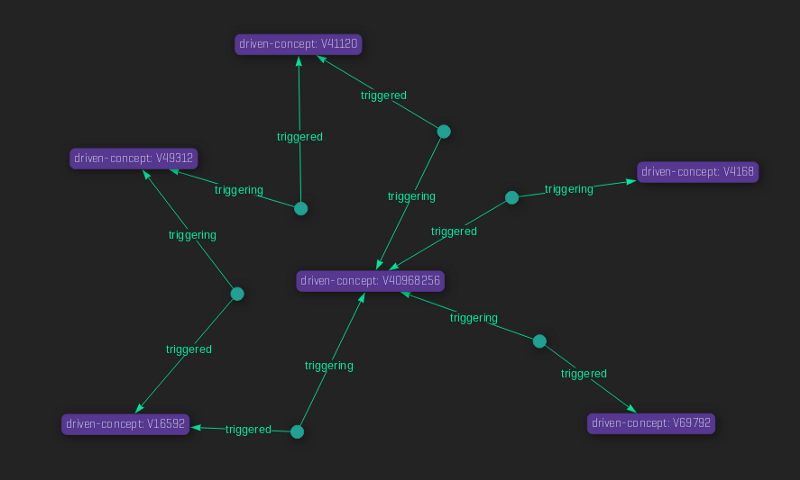 driven-concept: V41120
triggered
triggered
driven-concept: V49312
triggering
driven-concept: V4168
triggering
triggering
triggered
triggering
driven-concept: V40968256
triggering
triggered
triggering
triggered
driven-concept: V16592
triggered
driven-concept: V69792